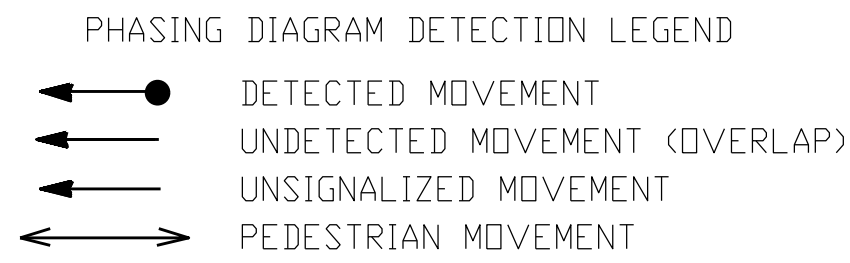 PHASING DIAGRAM DETECTION LEGEND
DETECTED MOVEMENT
UNDETECTED MOVEMENT (OVERLAP)
UNSIGNALIZED MOVEMENT
PEDESTRIAN MOVEMENT